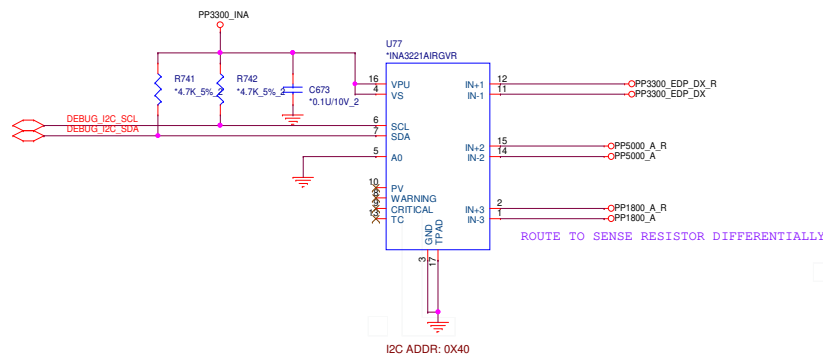 PP3300_INA
U77
*INA3221AIRGVR
R741
*4.7K_5%_2
R742
*4.7K_5%_2
C673
*0.1U/10V_2
16 VPU
4 VS
IN+1 12 PP3300_EDP_DX_R
IN-1 11 PP3300_EDP_DX
DEBUG_I2C_SCL 6 SCL
DEBUG_I2C_SDA 7 SDA
IN+2 15 PP5000_A_R
IN-2 14 PP5000_A
5 A0
10 PV
WARNING
CRITICAL
13 TC
IN+3 2 PP1800_A_R
IN-3 1 PP1800_A
GND
TPAD
3
17
ROUTE TO SENSE RESISTOR DIFFERENTIALLY
I2C ADDR: 0X40